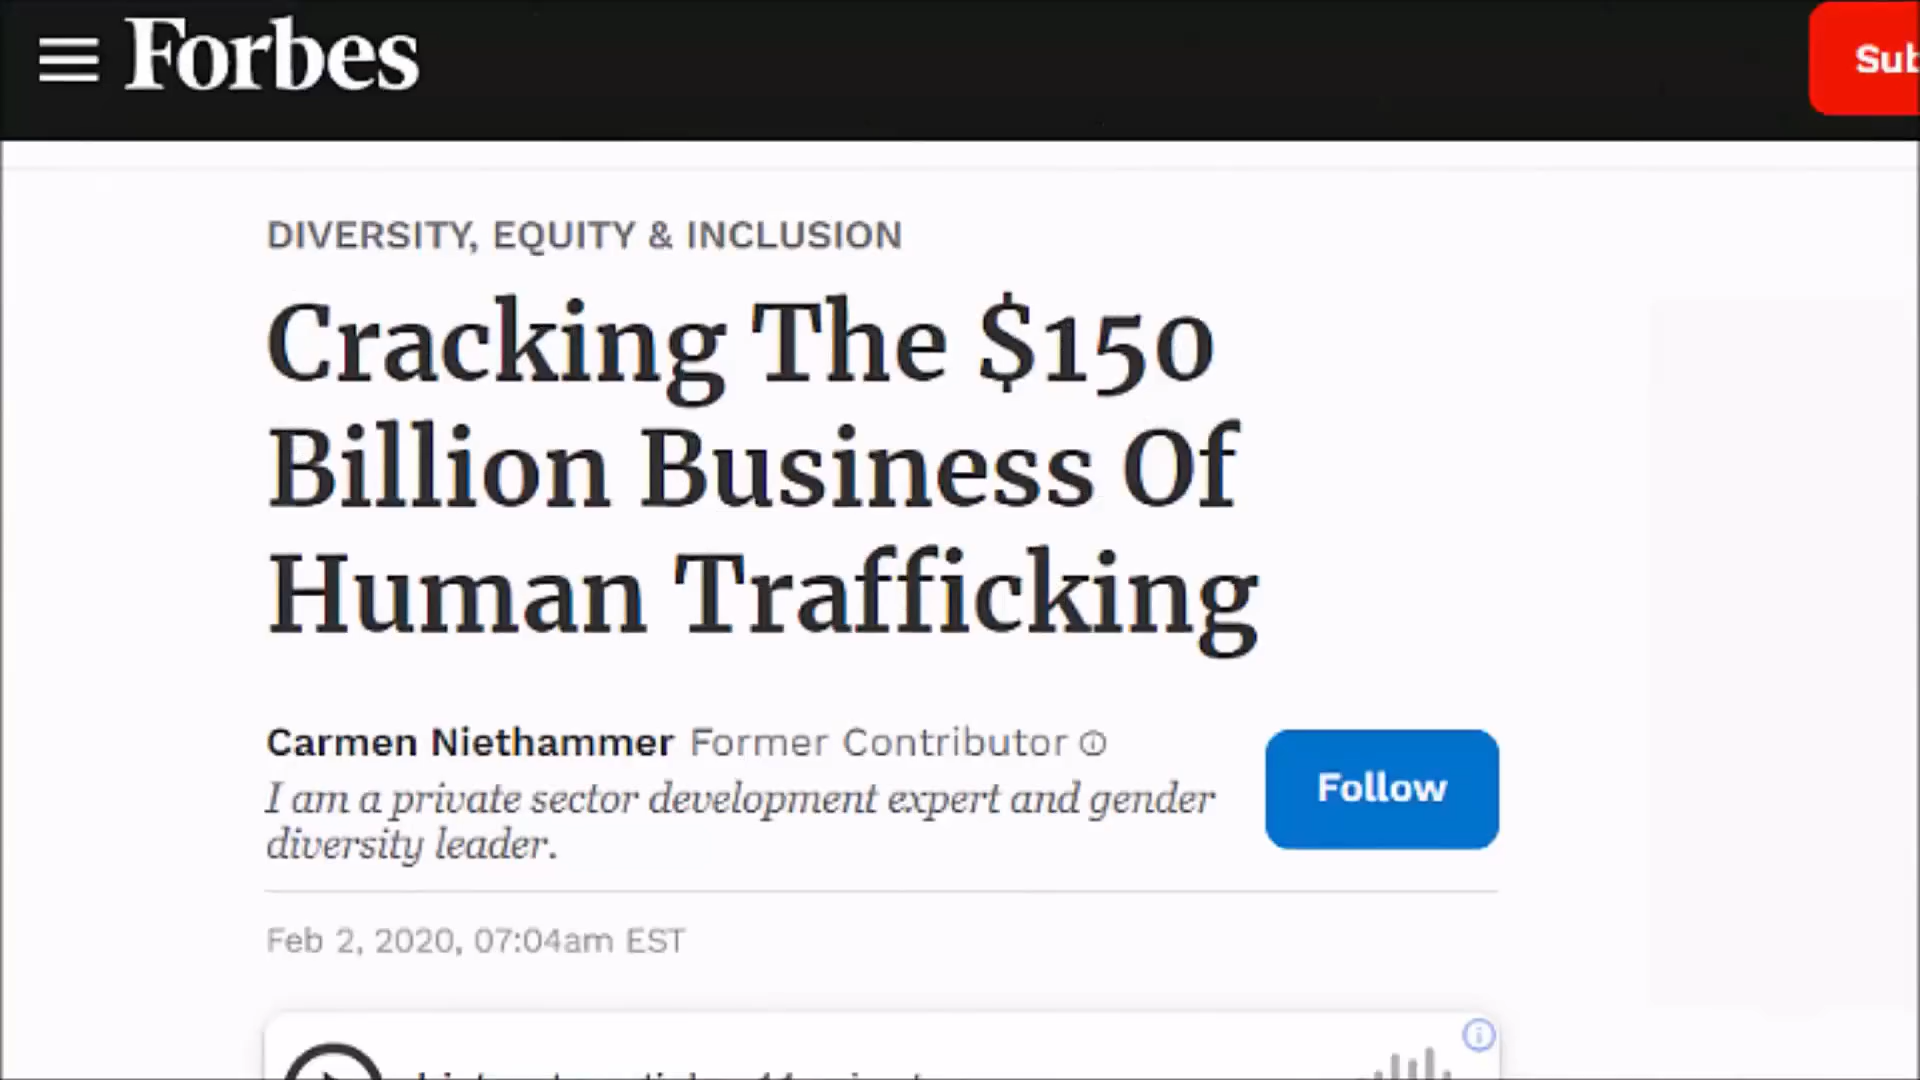 Forbes
Sub
DIVERSITY, EQUITY & INCLUSION
Cracking The $150
Billion Business Of
Human Trafficking
Carmen Niethammer Former Contributor
I am a private sector development expert and gender
diversity leader.
Follow
Feb 2, 2020, 07:04am EST